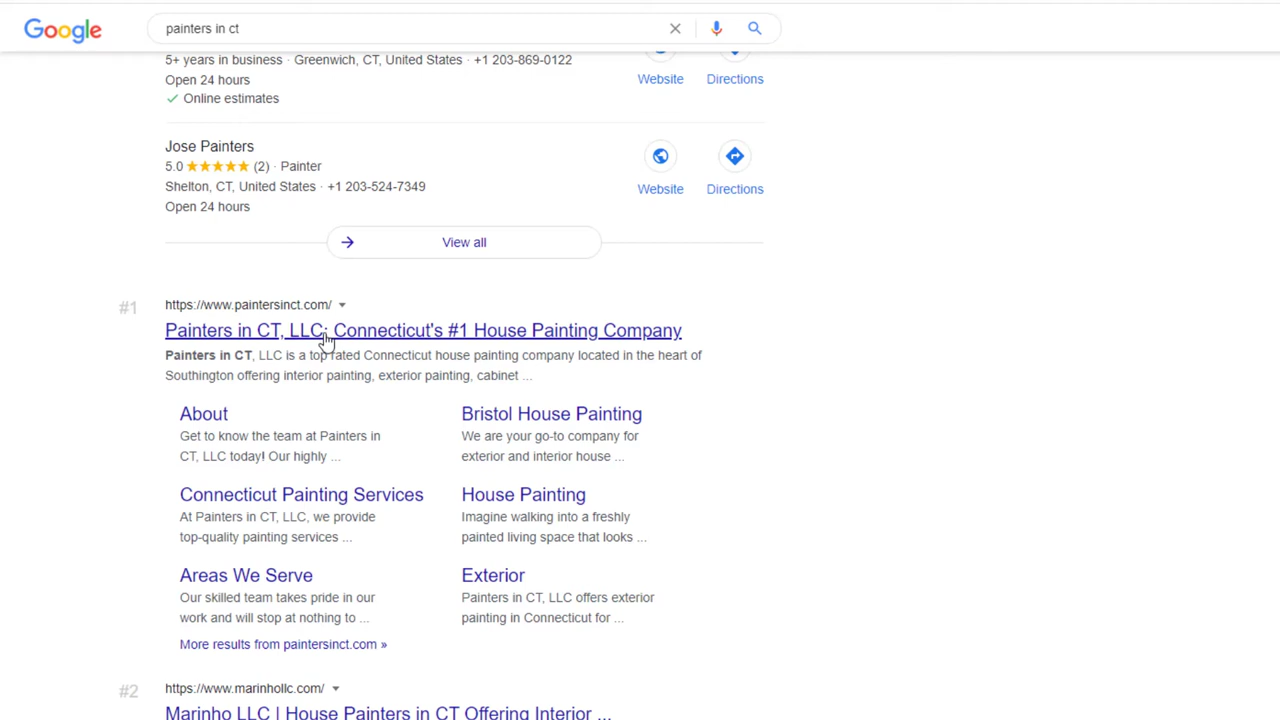 Google
painters in ct
5+ years in business · Greenwich, CT, United States · +1 203-869-0122
Open 24 hours
Online estimates
Website
Directions
Jose Painters
5.0 (2) · Painter
Shelton, CT, United States · +1 203-524-7349
Open 24 hours
Website
Directions
View all
#1
https://www.paintersinct.com/
Painters in CT, LLC: Connecticut's #1 House Painting Company
Painters in CT, LLC is a top rated Connecticut house painting company located in the heart of
Southington offering interior painting, exterior painting, cabinet ...
About
Get to know the team at Painters in
CT, LLC today! Our highly ...
Bristol House Painting
We are your go-to company for
exterior and interior house ...
Connecticut Painting Services
At Painters in CT, LLC, we provide
top-quality painting services ...
House Painting
Imagine walking into a freshly
painted living space that looks ...
Areas We Serve
Our skilled team takes pride in our
work and will stop at nothing to ...
Exterior
Painters in CT, LLC offers exterior
painting in Connecticut for ...
More results from paintersinct.com »
#2
https://www.marinhollc.com/
Marinho LLC | House Painters in CT Offering Interior ...